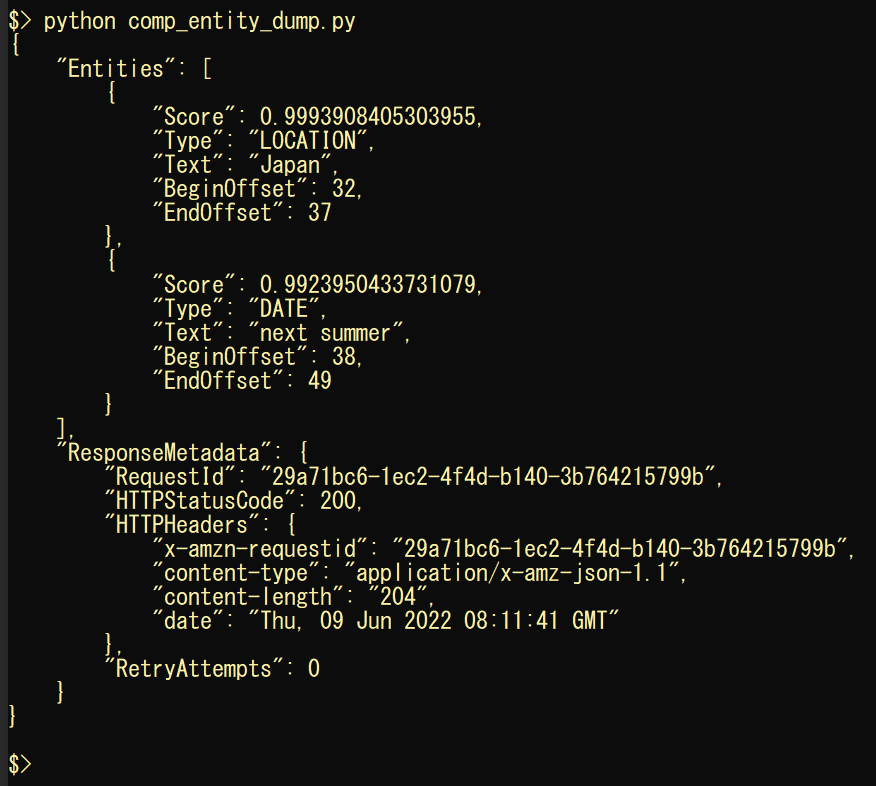 $> python comp_entity_dump.py
{
    "Entities": [
        {
            "Score": 0.9993908405303955,
            "Type": "LOCATION",
            "Text": "Japan",
            "BeginOffset": 32,
            "EndOffset": 37
        },
        {
            "Score": 0.9923950433731079,
            "Type": "DATE",
            "Text": "next summer",
            "BeginOffset": 38,
            "EndOffset": 49
        }
    ],
    "ResponseMetadata": {
        "RequestId": "29a71bc6-1ec2-4f4d-b140-3b764215799b",
        "HTTPStatusCode": 200,
        "HTTPHeaders": {
            "x-amzn-requestid": "29a71bc6-1ec2-4f4d-b140-3b764215799b",
            "content-type": "application/x-amz-json-1.1",
            "content-length": "204",
            "date": "Thu, 09 Jun 2022 08:11:41 GMT"
        },
        "RetryAttempts": 0
    }
}
$>